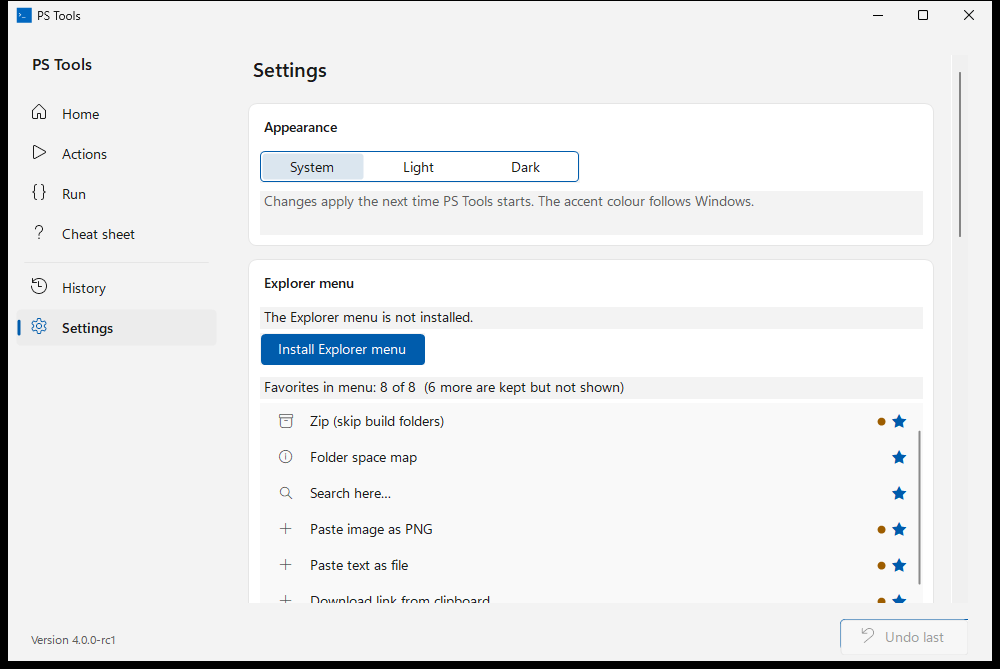 PS Tools
PS Tools
Home
Actions
Run
Cheat sheet
History
Settings
Version 4.0.0-rc1
Settings
Appearance
System Light Dark
Changes apply the next time PS Tools starts. The accent colour follows Windows.
Explorer menu
The Explorer menu is not installed.
Install Explorer menu
Favorites in menu: 8 of 8 (6 more are kept but not shown)
Zip (skip build folders)
Folder space map
Search here...
Paste image as PNG
Paste text as file
Download link from clipboard
Undo last